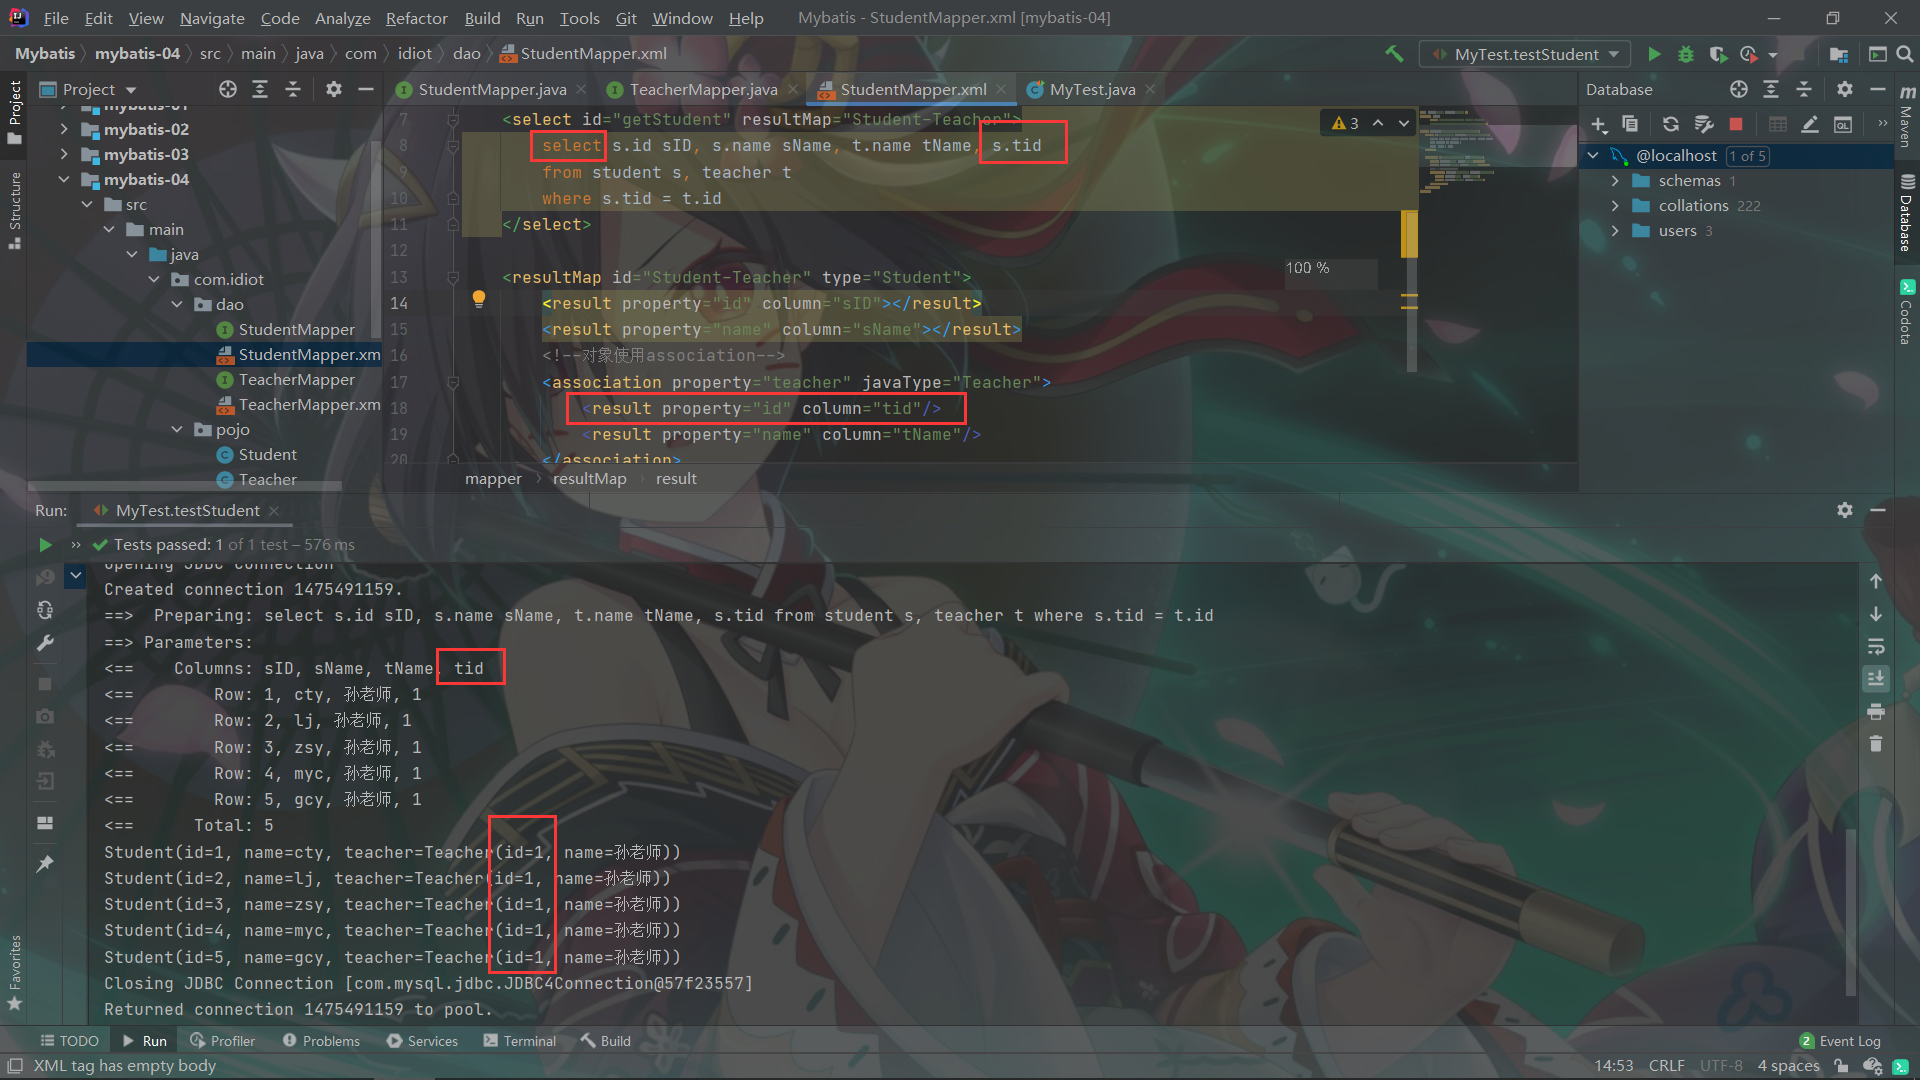 File Edit View Navigate Code Analyze Refactor Build Run Tools Git Window Help Mybatis - StudentMapper.xml [mybatis-04]
Mybatis mybatis-04 src main java com idiot dao StudentMapper.xml MyTest.testStudent
Project
StudentMapper.java TeacherMapper.java StudentMapper.xml MyTest.java
Database
Project
Structure
Favorites
mybatis-01
mybatis-02
mybatis-03
mybatis-04
src
main
java
com.idiot
dao
StudentMapper
StudentMapper.xm
TeacherMapper
TeacherMapper.xm
pojo
Student
Teacher
7 <select id="getStudent" resultMap="Student-Teacher">
8 select s.id sID, s.name sName, t.name tName, s.tid
9 from student s, teacher t
10 where s.tid = t.id
11 </select>
12
13 <resultMap id="Student-Teacher" type="Student">
14 <result property="id" column="sID"></result>
15 <result property="name" column="sName"></result>
16 <!--对象使用association-->
17 <association property="teacher" javaType="Teacher">
18 <result property="id" column="tid"/>
19 <result property="name" column="tName"/>
20 </association>
3
100 %
mapper resultMap result
@localhost 1 of 5
schemas 1
collations 222
users 3
Maven
Database
Codota
Run: MyTest.testStudent
Tests passed: 1 of 1 test – 576 ms
Opening JDBC Connection
Created connection 1475491159.
==>  Preparing: select s.id sID, s.name sName, t.name tName, s.tid from student s, teacher t where s.tid = t.id
==> Parameters:
<==    Columns: sID, sName, tName, tid
<==        Row: 1, cty, 孙老师, 1
<==        Row: 2, lj, 孙老师, 1
<==        Row: 3, zsy, 孙老师, 1
<==        Row: 4, myc, 孙老师, 1
<==        Row: 5, gcy, 孙老师, 1
<==      Total: 5
Student(id=1, name=cty, teacher=Teacher(id=1, name=孙老师))
Student(id=2, name=lj, teacher=Teacher(id=1, name=孙老师))
Student(id=3, name=zsy, teacher=Teacher(id=1, name=孙老师))
Student(id=4, name=myc, teacher=Teacher(id=1, name=孙老师))
Student(id=5, name=gcy, teacher=Teacher(id=1, name=孙老师))
Closing JDBC Connection [com.mysql.jdbc.JDBC4Connection@57f23557]
Returned connection 1475491159 to pool.
TODO Run Profiler Problems Services Terminal Build 2 Event Log
XML tag has empty body 14:53 CRLF UTF-8 4 spaces